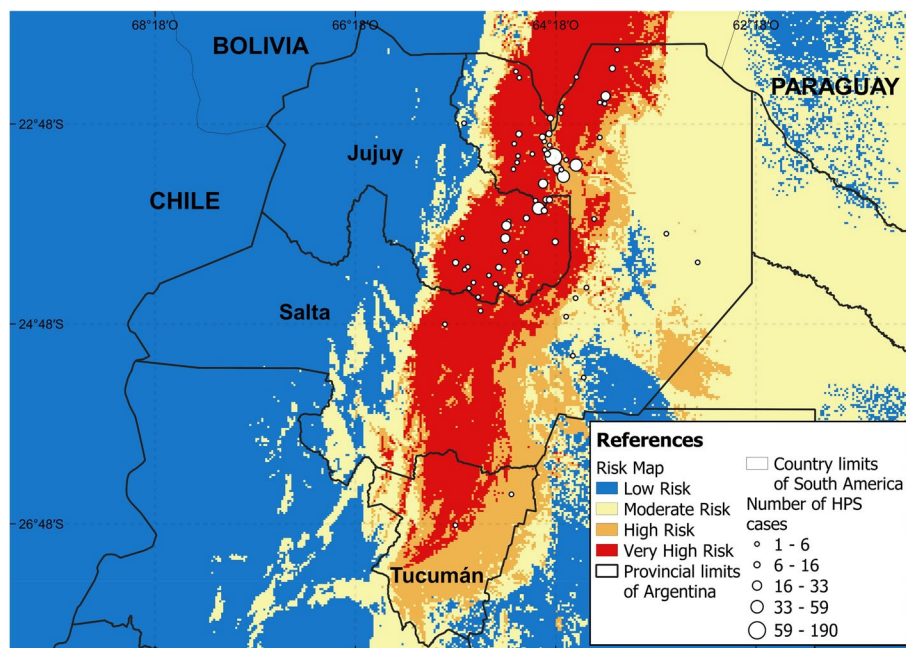 68°18'O 66°18'O 64°18'O 62°18'O
BOLIVIA
PARAGUAY
22°48'S
Jujuy
CHILE
Salta
24°48'S
26°48'S
Tucumán
References
Risk Map
Low Risk
Moderate Risk
High Risk
Very High Risk
Provincial limits
of Argentina
Country limits
of South America
Number of HPS
cases
1 - 6
6 - 16
16 - 33
33 - 59
59 - 190